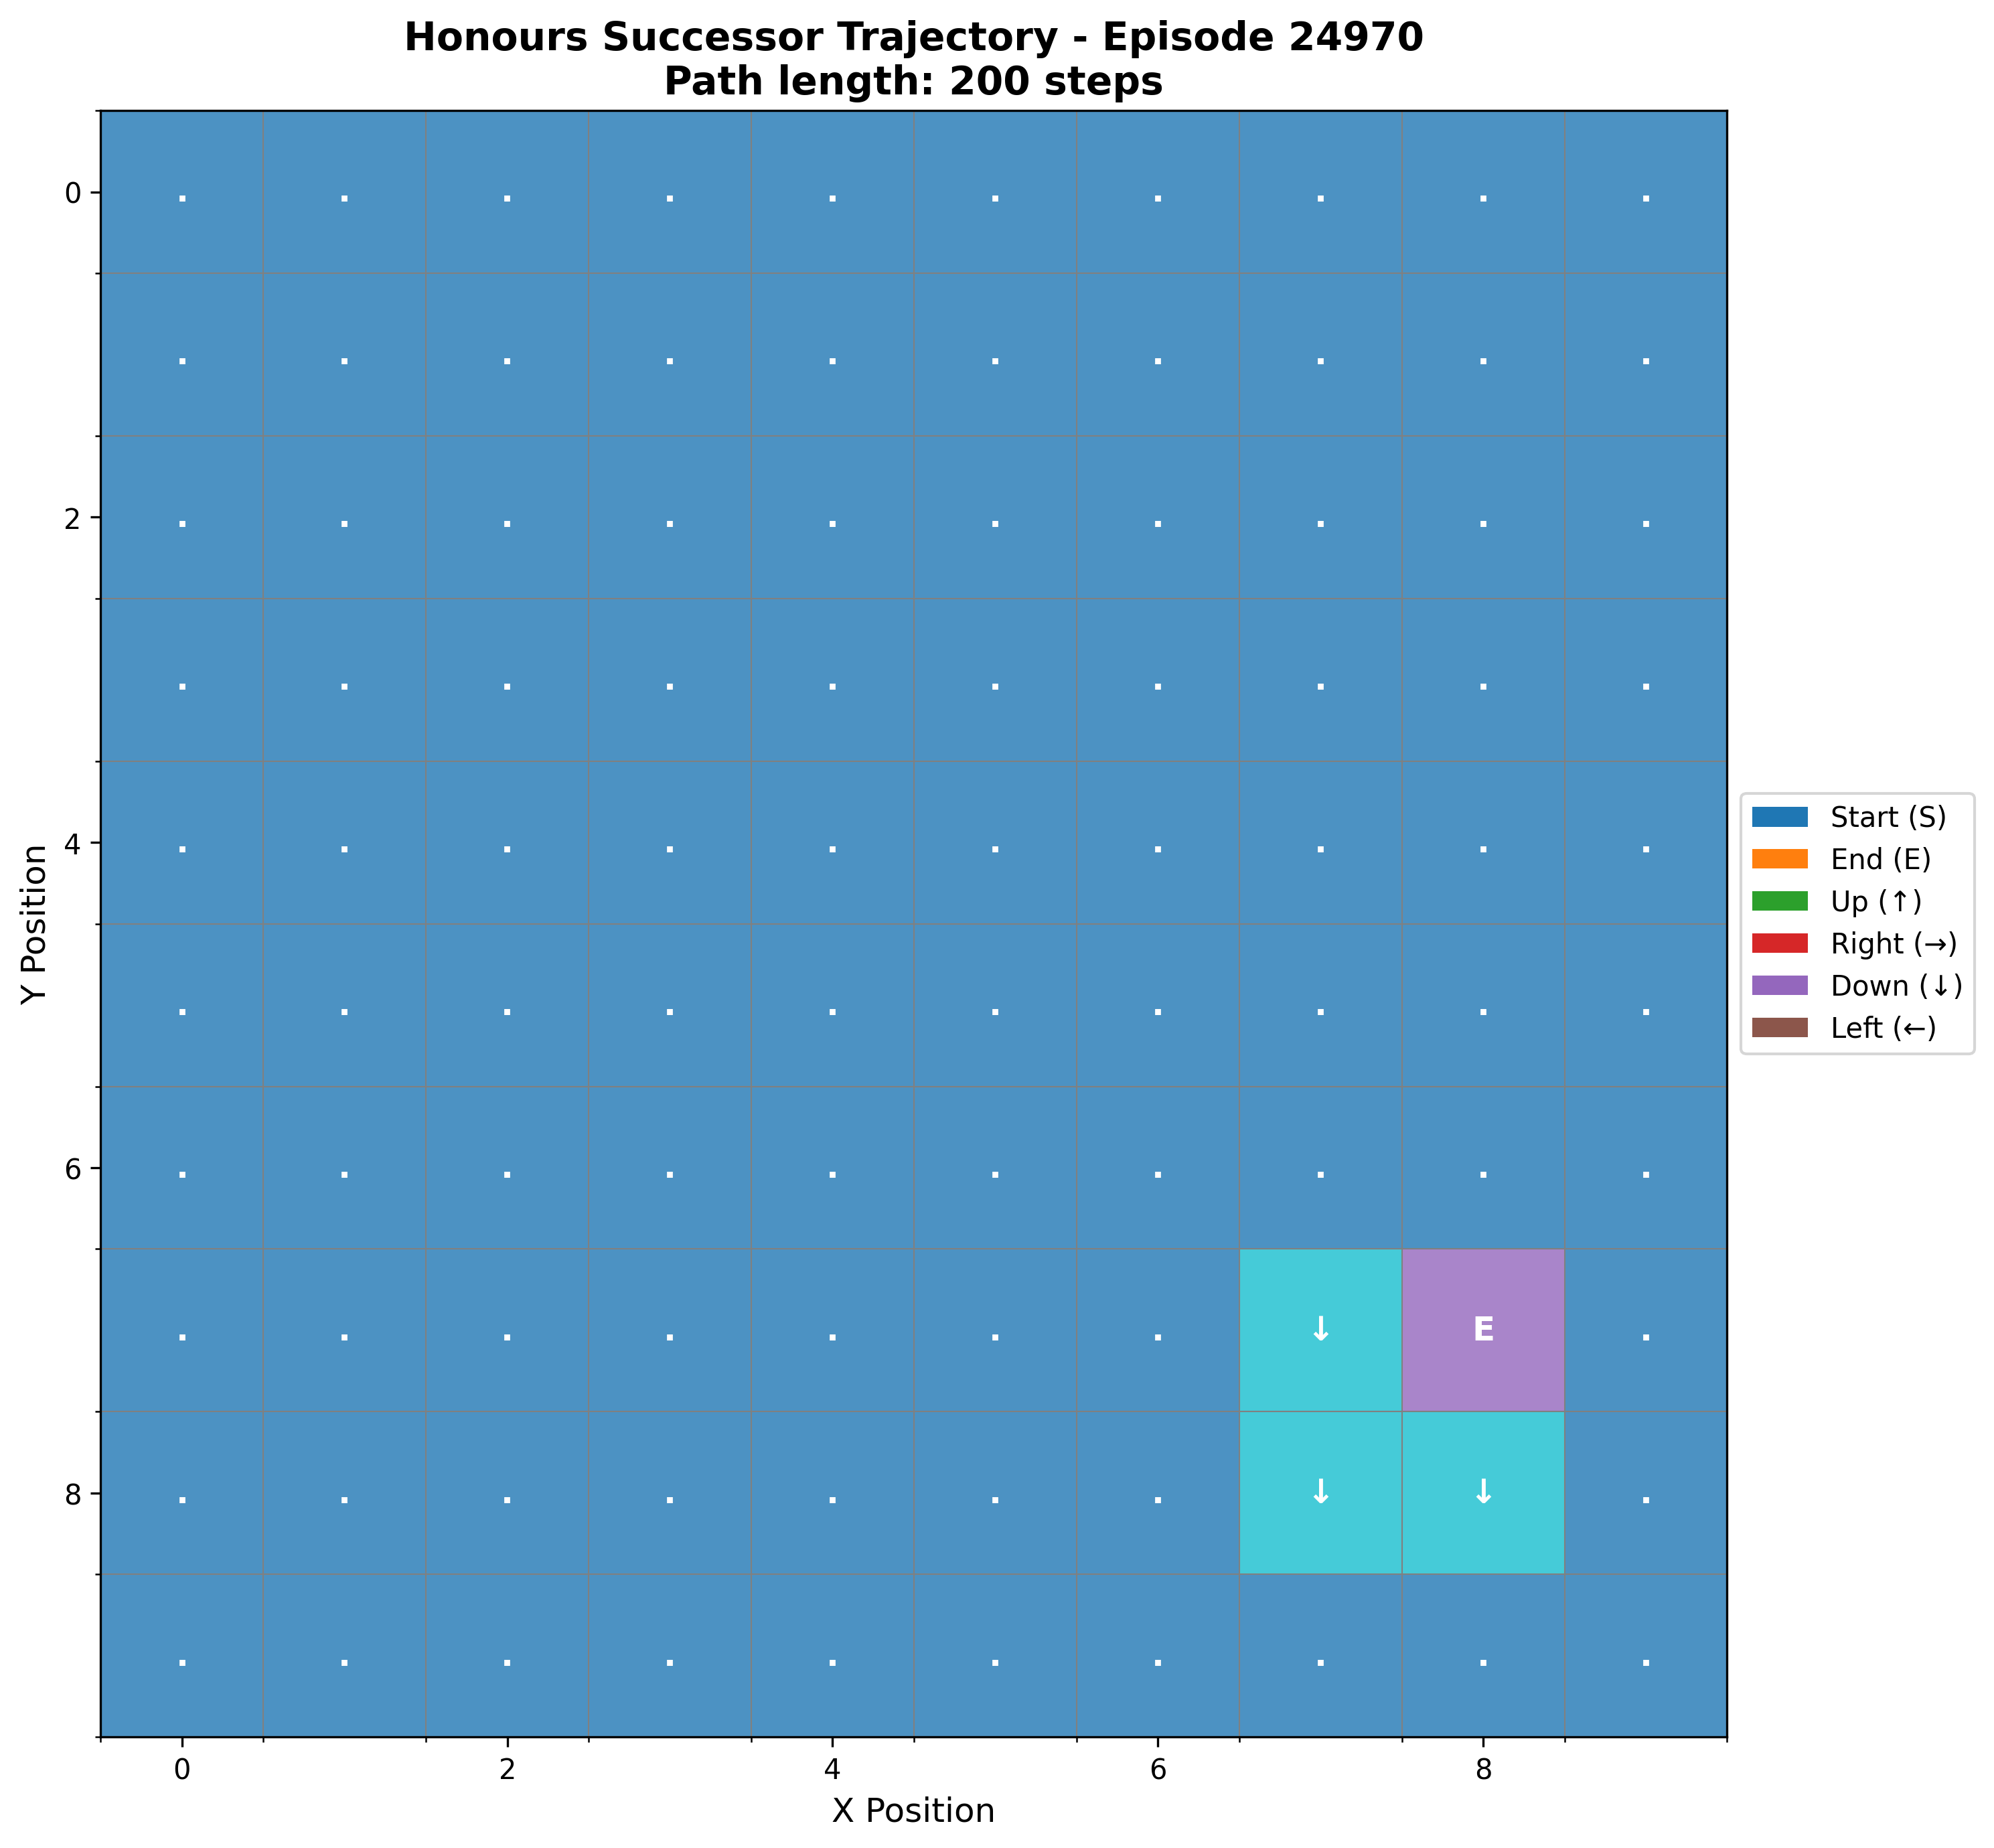 Honours Successor Trajectory - Episode 24970
Path length: 200 steps
0
2
4
6
8
Y Position
↓ E
↓ ↓
0 2 4 6 8
X Position
Start (S)
End (E)
Up (↑)
Right (→)
Down (↓)
Left (←)